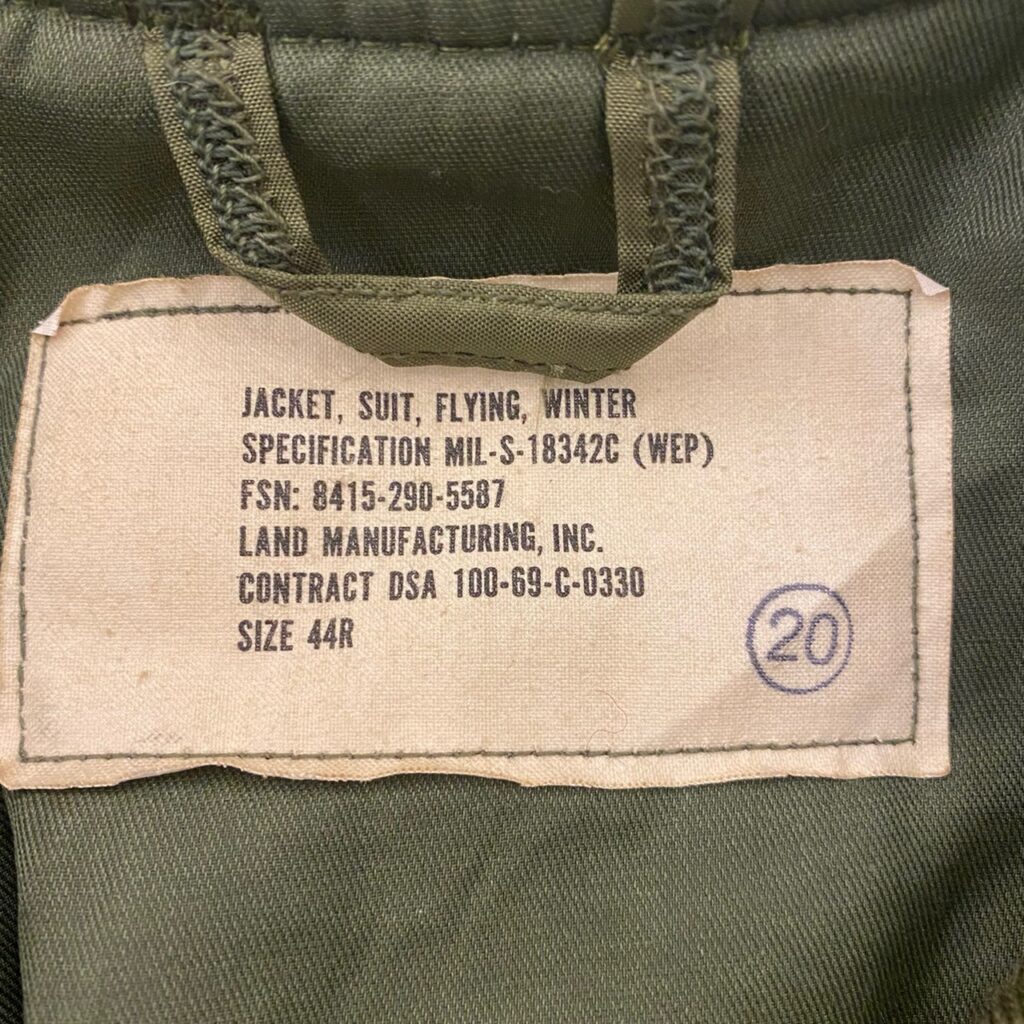 JACKET, SUIT, FLYING, WINTER
SPECIFICATION MIL-S-18342C (WEP)
FSN: 8415-290-5587
LAND MANUFACTURING, INC.
CONTRACT DSA 100-69-C-0330
SIZE 44R
20